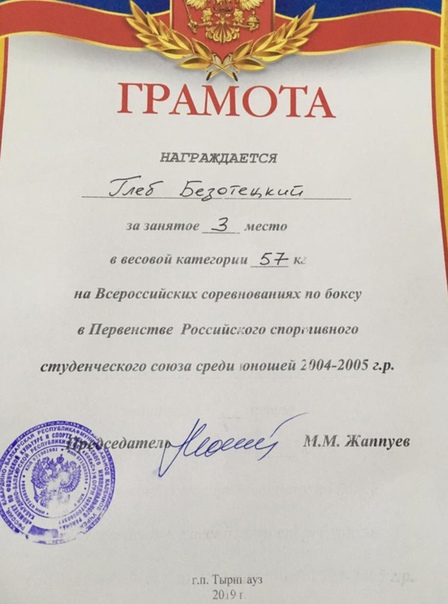 ГРАМОТА
НАГРАЖДАЕТСЯ
Глеб Безотецкий
за занятое 3 место
в весовой категории 57 кг
на Всероссийских соревнованиях по боксу
в Первенстве Российского спортивного
студенческого союза среди юношей 2004-2005 г.р.
Председатель М.М. Жаппуев
г.п. Тырныауз
2019 г.